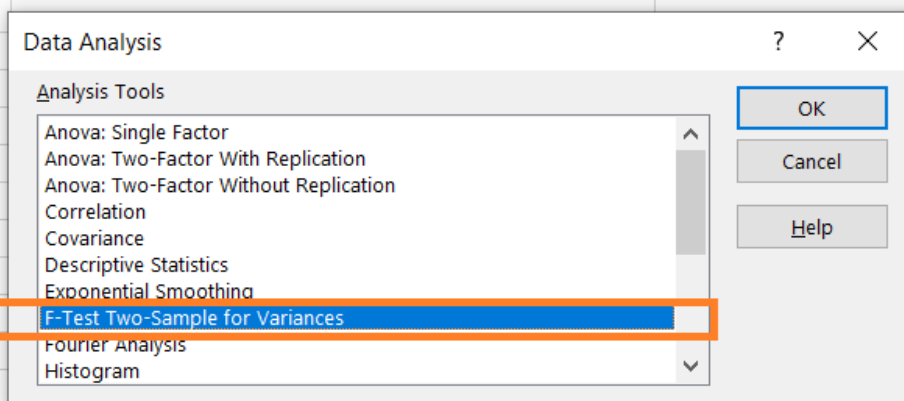 Data Analysis
?
Analysis Tools
Anova: Single Factor
Anova: Two-Factor With Replication
Anova: Two-Factor Without Replication
Correlation
Covariance
Descriptive Statistics
Exponential Smoothing
F-Test Two-Sample for Variances
Fourier Analysis
Histogram
OK
Cancel
Help